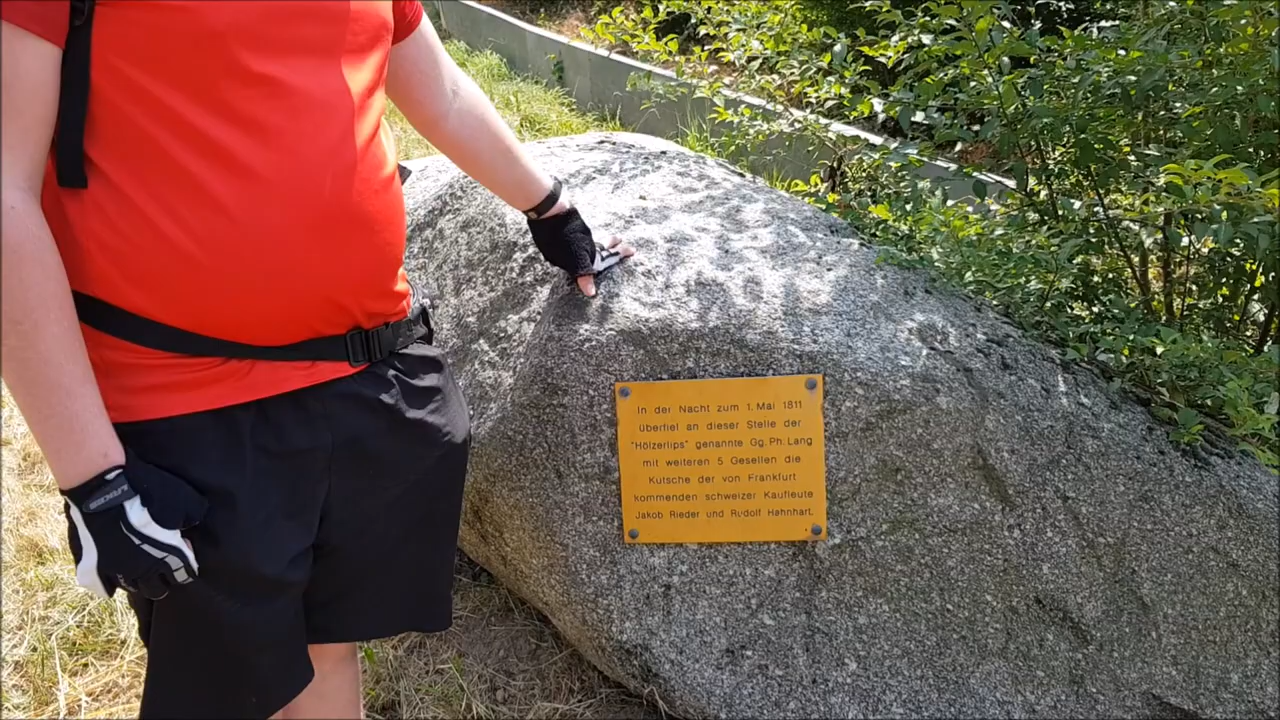 In der Nacht zum 1. Mai 1811
überfiel an dieser Stelle der
"Hölzerlips" genannte Gg. Ph. Lang
mit weiteren 5 Gesellen die
Kutsche der von Frankfurt
kommenden schweizer Kaufleute
Jakob Rieder und Rudolf Hähnhart.